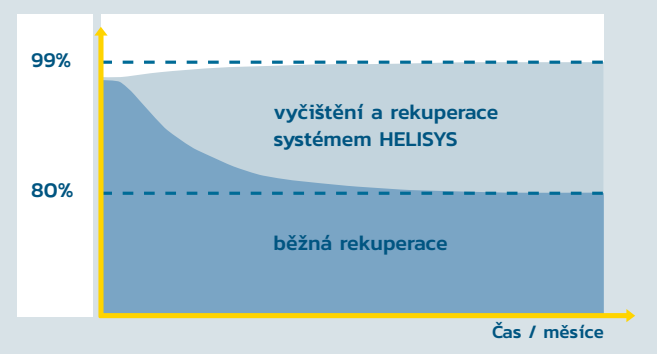 99%
vyčištění a rekuperace
systémem HELISYS
80%
běžná rekuperace
Čas / měsíce